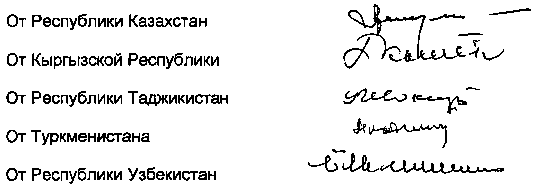 От Республики Казахстан
От Кыргызской Республики
От Республики Таджикистан
От Туркменистана
От Республики Узбекистан